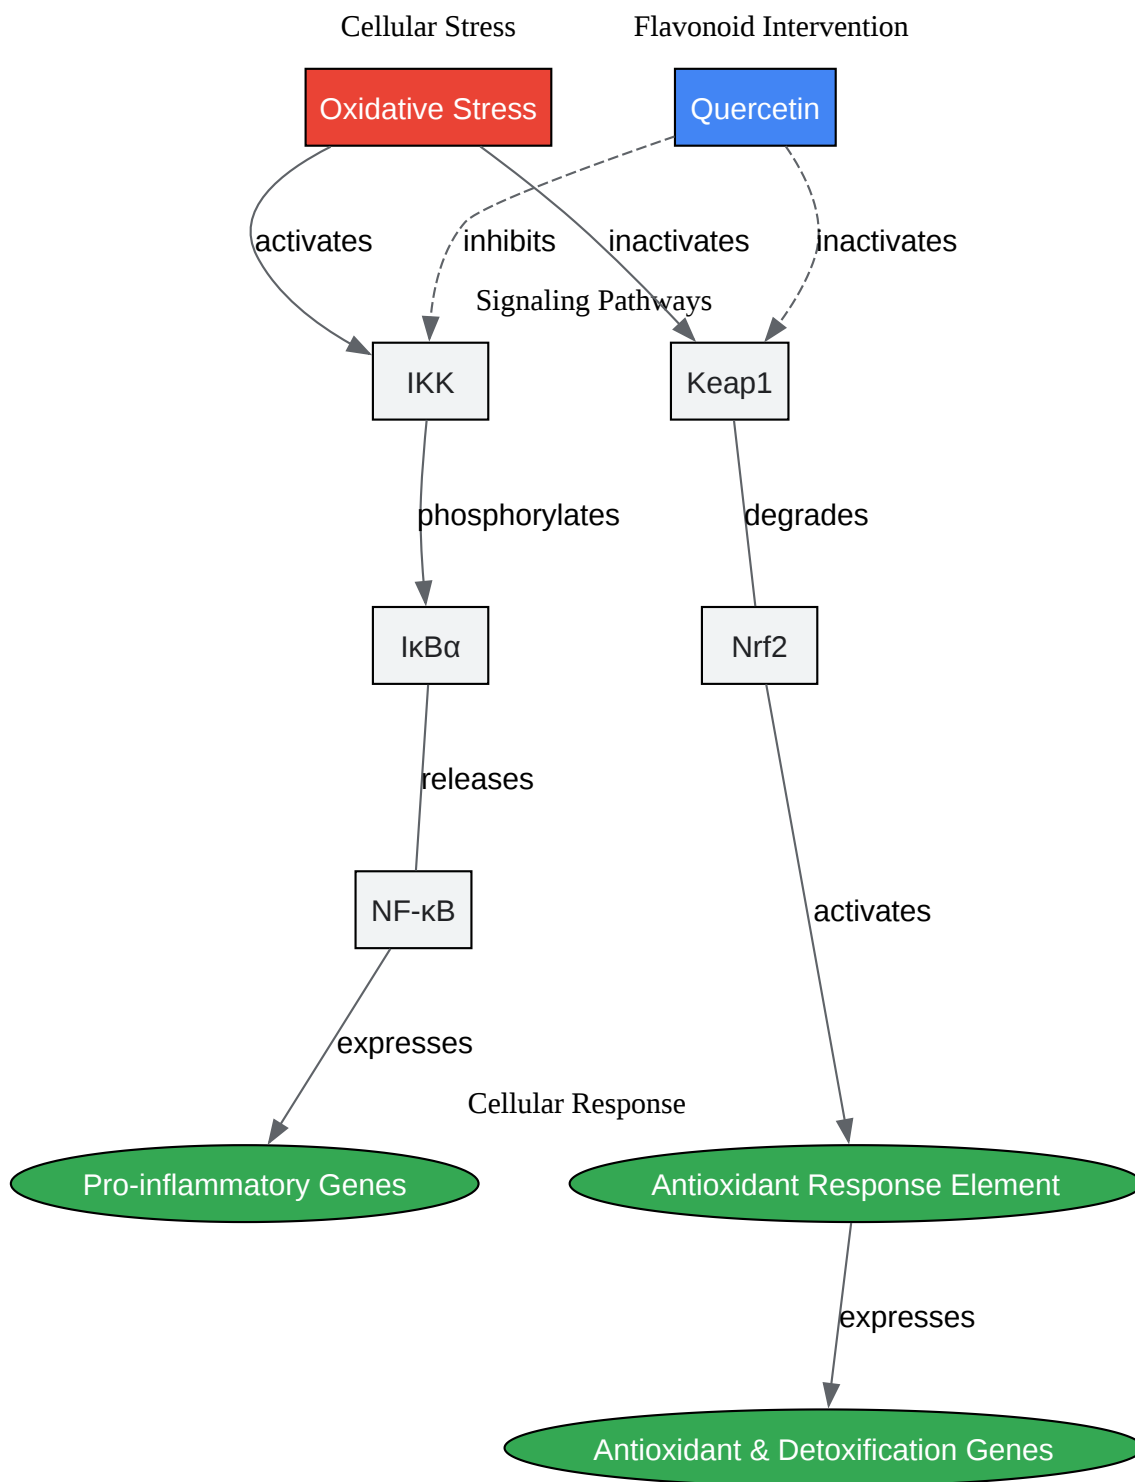 Cellular Stress
Flavonoid Intervention
Oxidative Stress
Quercetin
activates
inhibits
inactivates
inactivates
Signaling Pathways
IKK
Keap1
phosphorylates
degrades
IκBα
Nrf2
releases
NF-κB
activates
expresses
Cellular Response
Pro-inflammatory Genes
Antioxidant Response Element
expresses
Antioxidant & Detoxification Genes